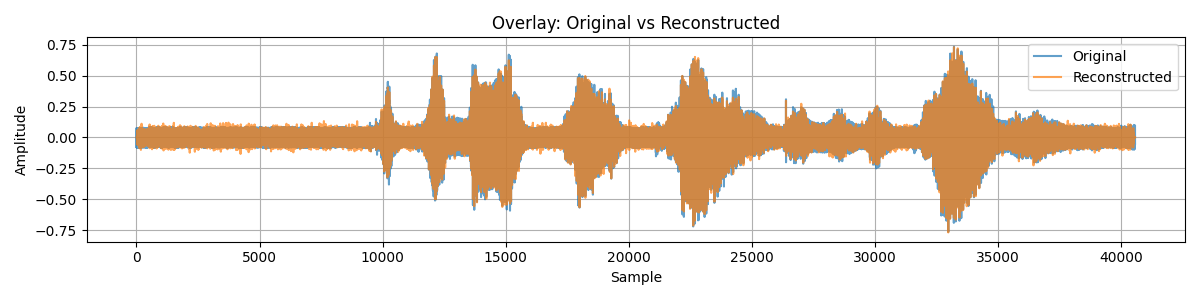 Overlay: Original vs Reconstructed
0.75
0.50
0.25
0.00
−0.25
−0.50
−0.75
Amplitude
Original
Reconstructed
0 5000 10000 15000 20000 25000 30000 35000 40000
Sample